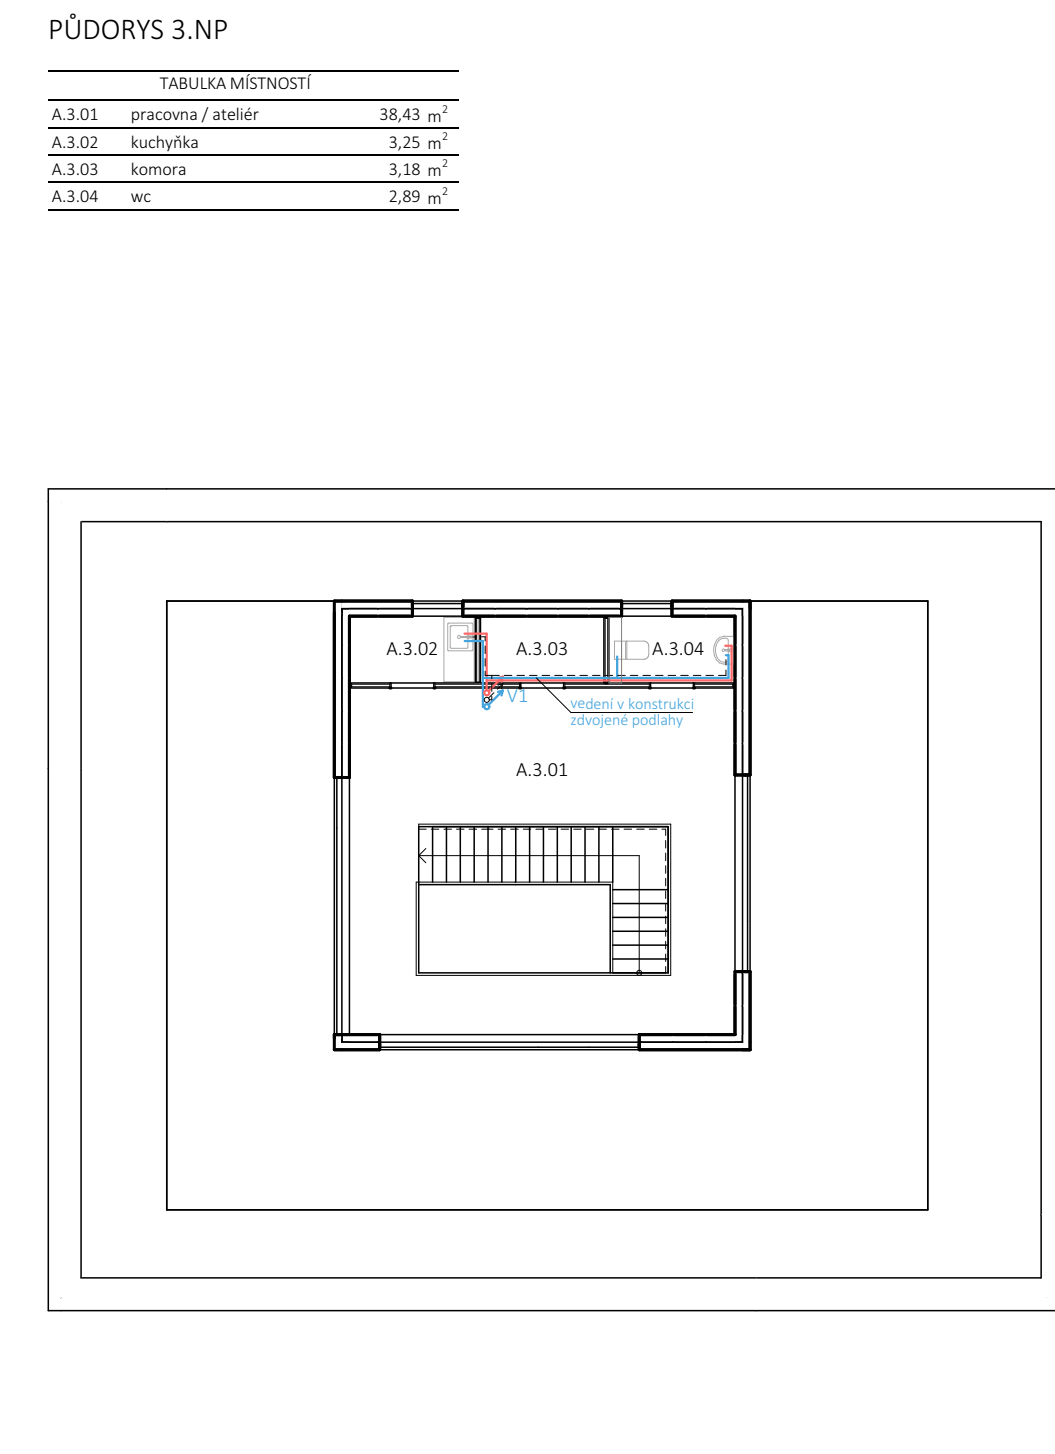 PŮDORYS 3.NP
TABULKA MÍSTNOSTÍ
A.3.01 pracovna / ateliér 38,43 m²
A.3.02 kuchyňka 3,25 m²
A.3.03 komora 3,18 m²
A.3.04 wc 2,89 m²
A.3.02 A.3.03 A.3.04
V1
vedení v konstrukci
zdvojené podlahy
A.3.01